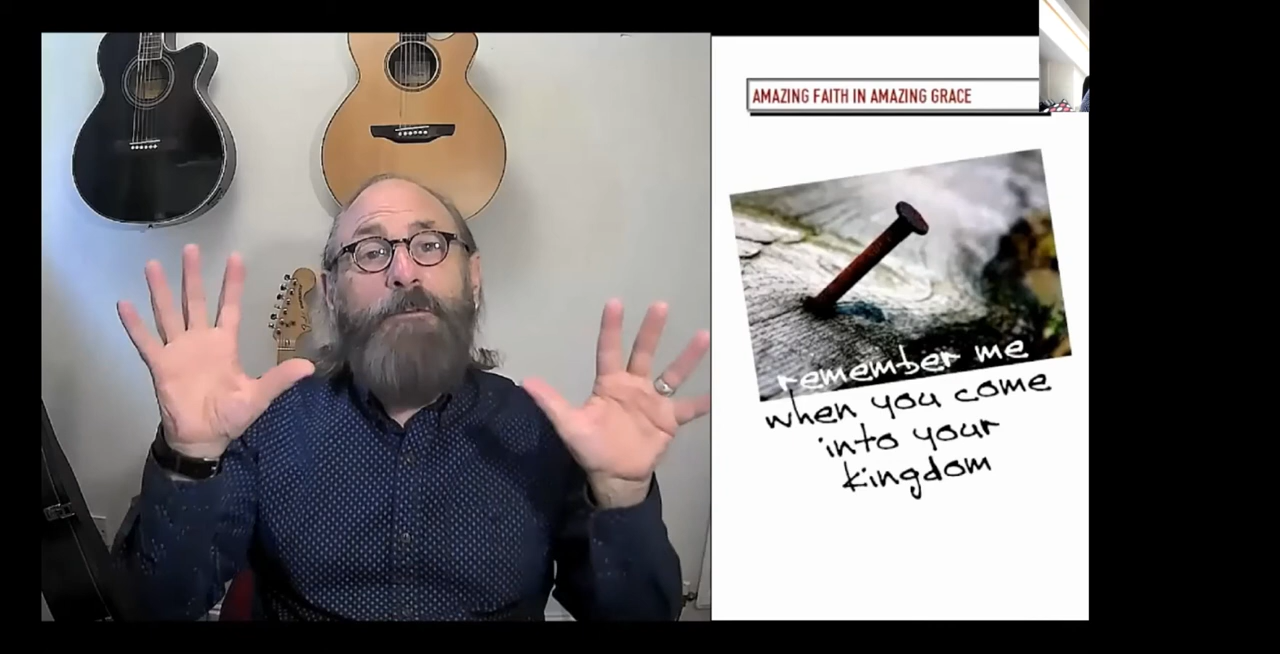 AMAZING FAITH IN AMAZING GRACE
remember me
when you come
into your
kingdom